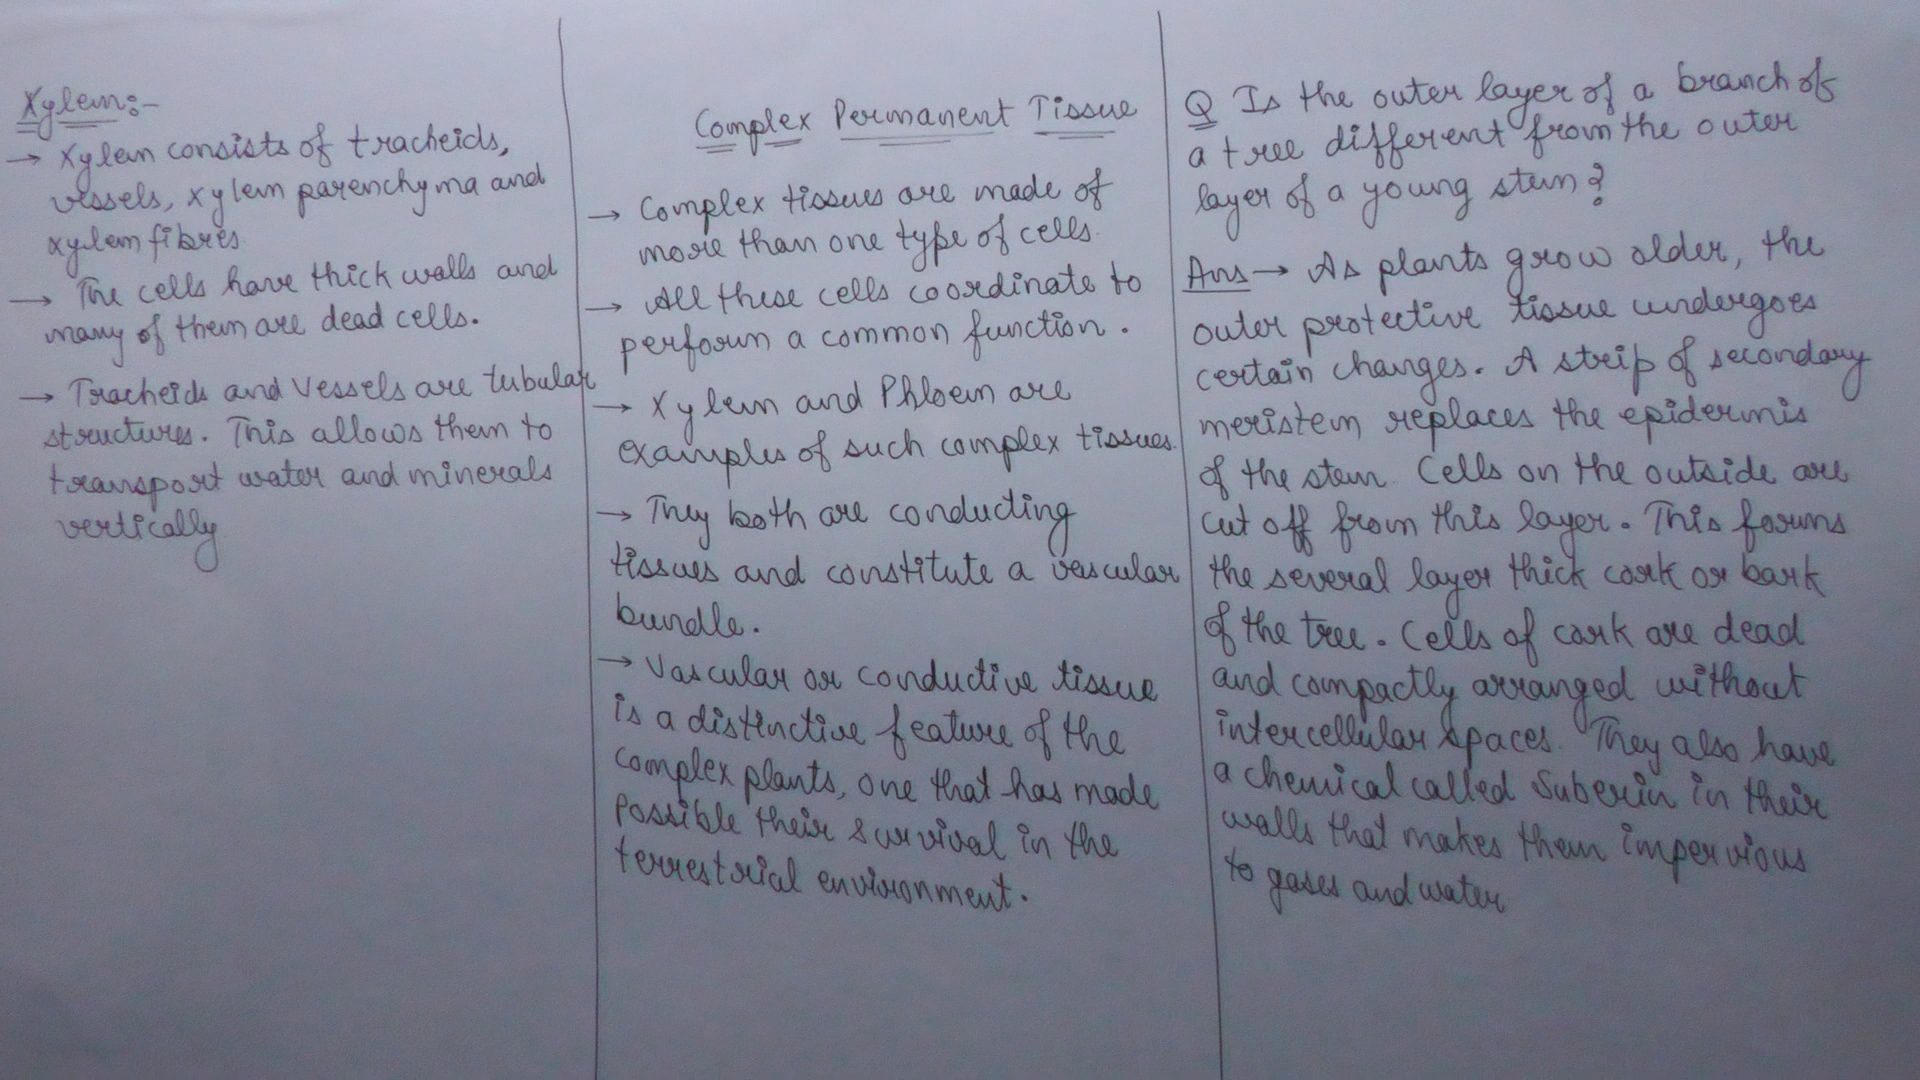 Xylem:-
→ Xylem consists of tracheids,
vessels, xylem parenchyma and
xylem fibres.
→ The cells have thick walls and
many of them are dead cells.
→ Tracheids and Vessels are tubular
structures. This allows them to
transport water and minerals
vertically
Complex Permanent Tissue
→ Complex tissues are made of
more than one type of cells.
→ All these cells coordinate to
perform a common function.
→ Xylem and Phloem are
examples of such complex tissues.
→ They both are conducting
tissues and constitute a vascular
bundle.
→ Vascular or conductive tissue
is a distinctive feature of the
complex plants, one that has made
possible their survival in the
terrestrial environment.
Q Is the outer layer of a branch of
a tree different from the outer
layer of a young stem?
Ans → As plants grow older, the
outer protective tissue undergoes
certain changes. A strip of secondary
meristem replaces the epidermis
of the stem. Cells on the outside are
cut off from this layer. This forms
the several layer thick cork or bark
of the tree. Cells of cork are dead
and compactly arranged without
intercellular spaces. They also have
a chemical called Suberin in their
walls that makes them impervious
to gases and water